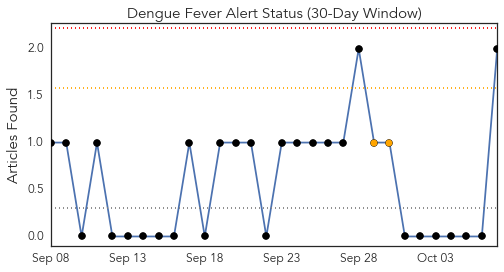 Dengue Fever Alert Status (30-Day Window)
Articles Found
2.0
1.5
1.0
0.5
0.0
Sep 08 Sep 13 Sep 18 Sep 23 Sep 28 Oct 03